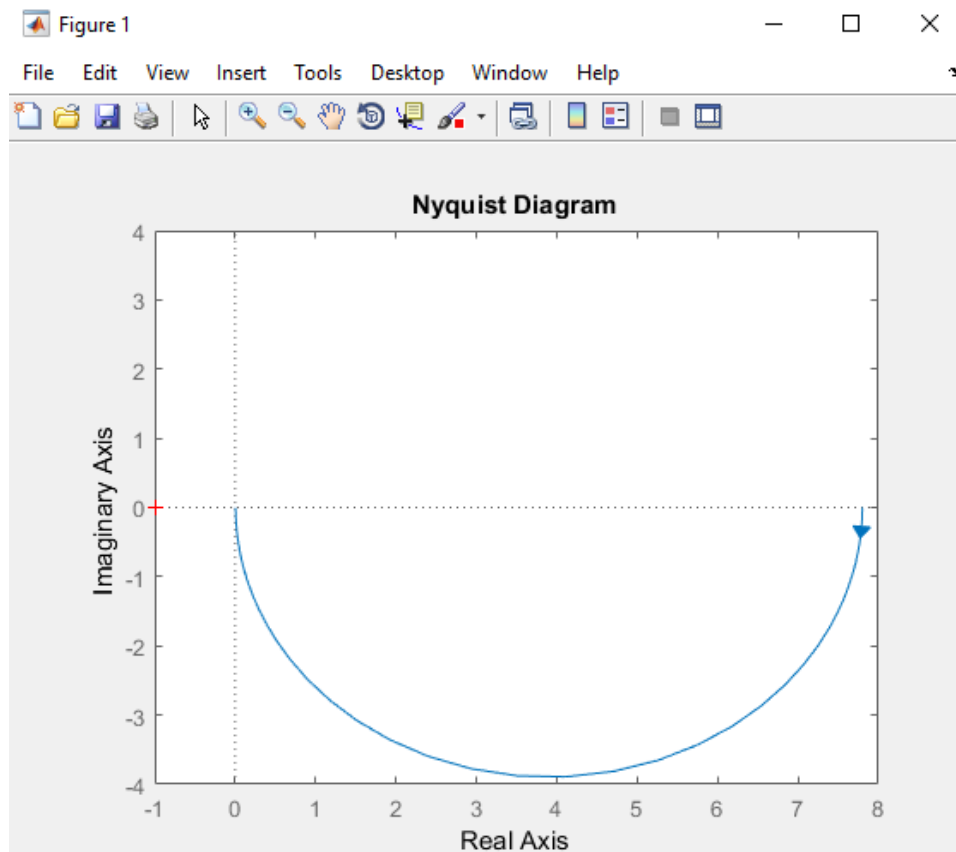 Figure 1
File Edit View Insert Tools Desktop Window Help
Nyquist Diagram
4
3
2
1
0
-1
-2
-3
-4
Imaginary Axis
-1 0 1 2 3 4 5 6 7 8
Real Axis